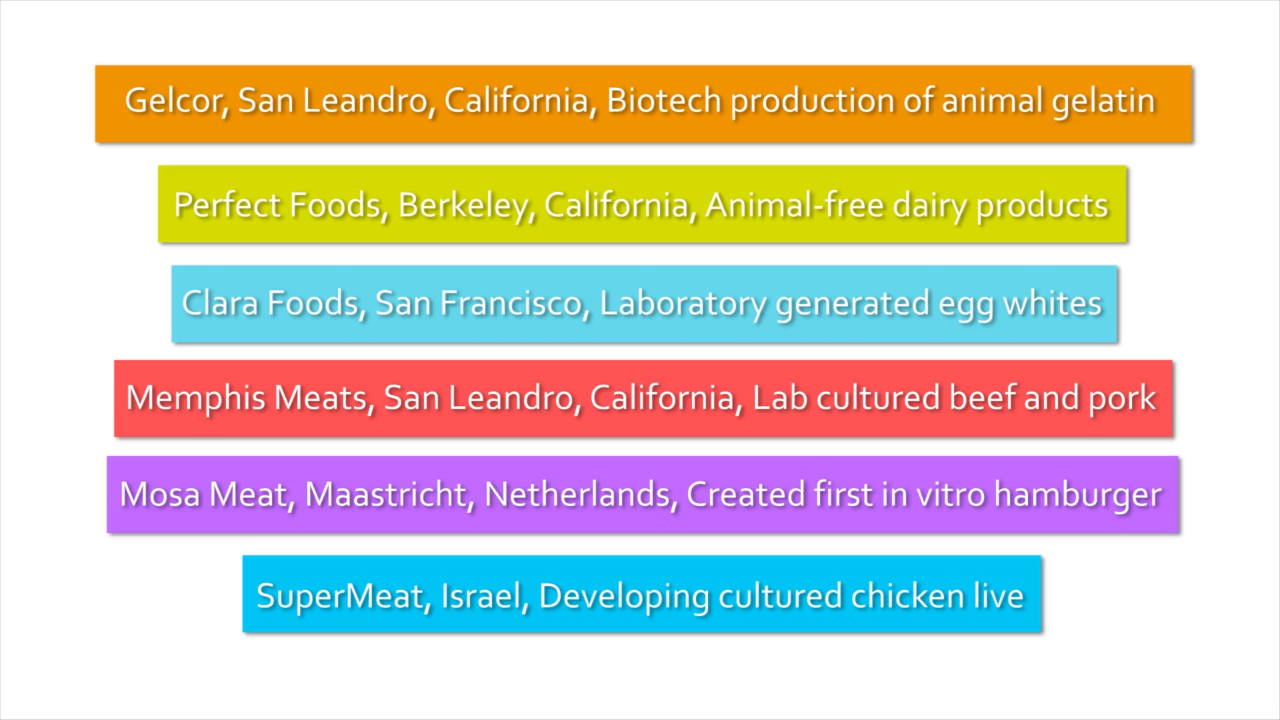 Gelcor, San Leandro, California, Biotech production of animal gelatin
Perfect Foods, Berkeley, California, Animal-free dairy products
Clara Foods, San Francisco, Laboratory generated egg whites
Memphis Meats, San Leandro, California, Lab cultured beef and pork
Mosa Meat, Maastricht, Netherlands, Created first in vitro hamburger
SuperMeat, Israel, Developing cultured chicken live